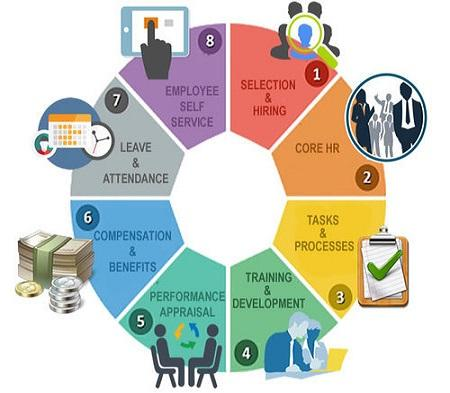 1
SELECTION
&
HIRING
CORE HR
2
TASKS
&
PROCESSES
3
TRAINING
&
DEVELOPMENT
4
PERFORMANCE
APPRAISAL
5
6
COMPENSATION
&
BENEFITS
7
LEAVE
&
ATTENDANCE
8
EMPLOYEE
SELF
SERVICE